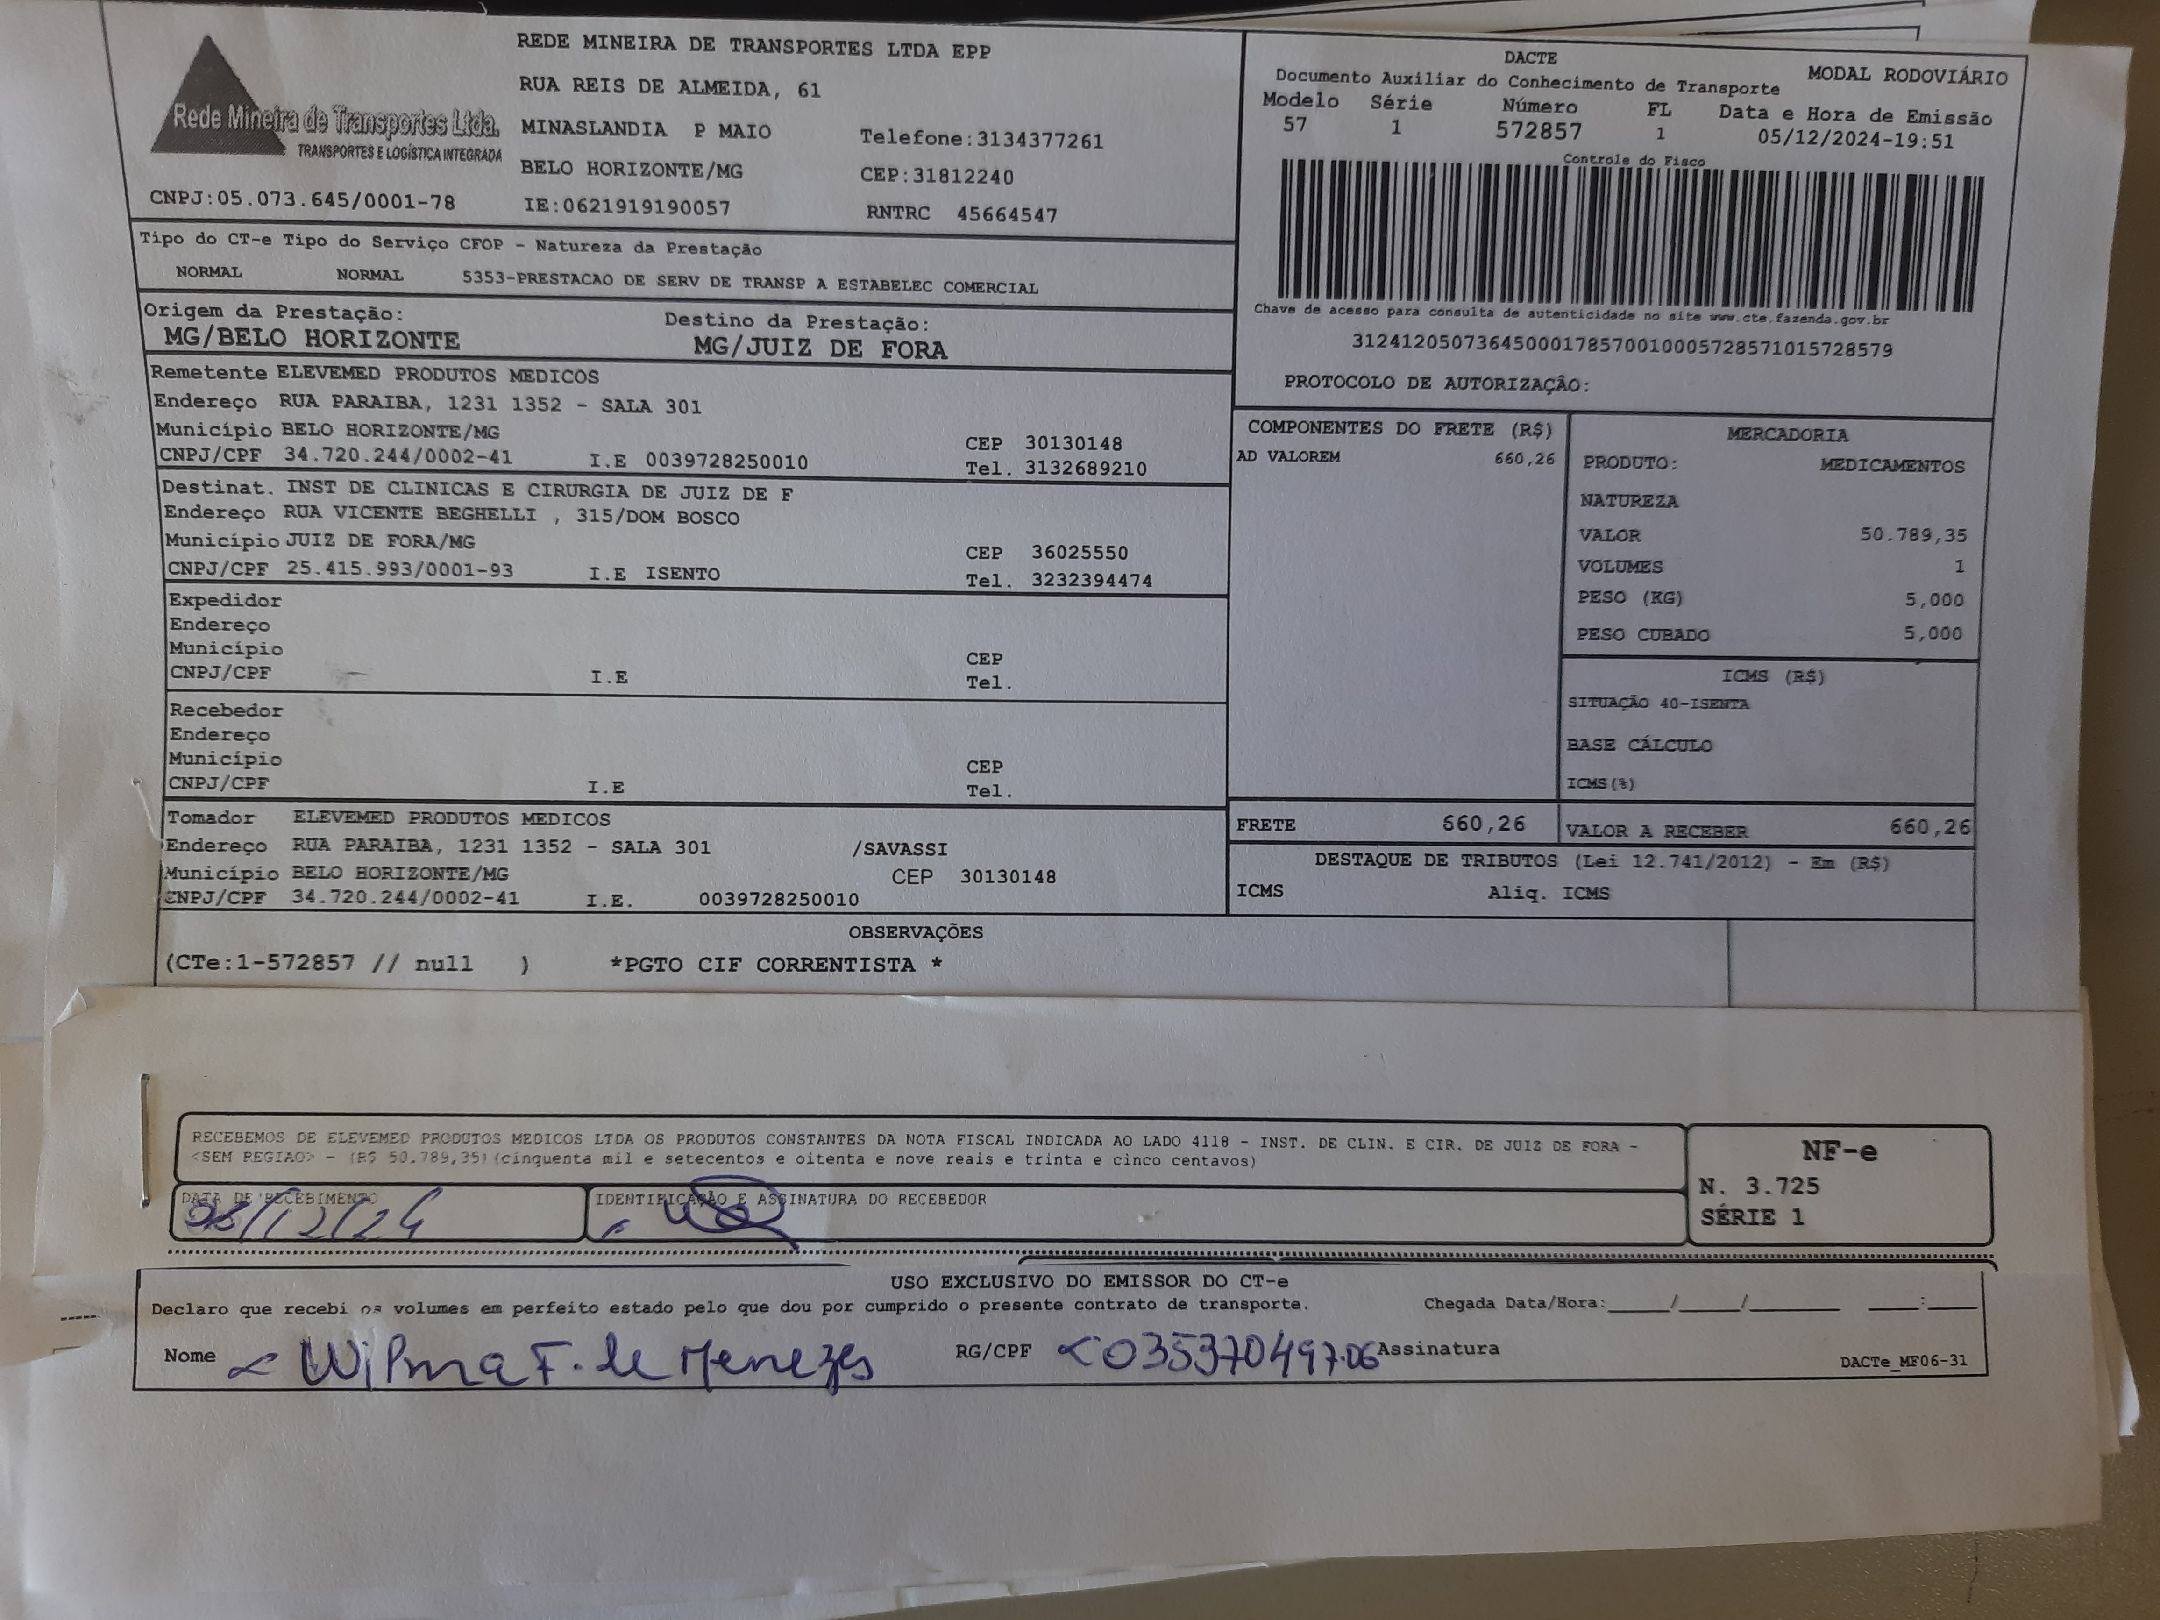 Rede Mineira de Transportes Ltda.
TRANSPORTES E LOGÍSTICA INTEGRADA
CNPJ:05.073.645/0001-78
REDE MINEIRA DE TRANSPORTES LTDA EPP
RUA REIS DE ALMEIDA, 61
MINASLANDIA P MAIO Telefone:3134377261
BELO HORIZONTE/MG CEP:31812240
IE:0621919190057 RNTRC 45664547
DACTE
MODAL RODOVIÁRIO
Documento Auxiliar do Conhecimento de Transporte
Modelo Série Número FL Data e Hora de Emissão
57 1 572857 1 05/12/2024-19:51
Controle do Fisco
Chave de acesso para consulta de autenticidade no site www.cte.fazenda.gov.br
31241205073645000178570010005728571015728579
PROTOCOLO DE AUTORIZAÇÃO:
Tipo do CT-e Tipo do Serviço CFOP - Natureza da Prestação
NORMAL NORMAL 5353-PRESTACAO DE SERV DE TRANSP A ESTABELEC COMERCIAL
Origem da Prestação: Destino da Prestação:
MG/BELO HORIZONTE MG/JUIZ DE FORA
Remetente ELEVEMED PRODUTOS MEDICOS
Endereço RUA PARAIBA, 1231 1352 - SALA 301
Município BELO HORIZONTE/MG CEP 30130148
CNPJ/CPF 34.720.244/0002-41 I.E 0039728250010 Tel. 3132689210
Destinat. INST DE CLINICAS E CIRURGIA DE JUIZ DE F
Endereço RUA VICENTE BEGHELLI , 315/DOM BOSCO
Município JUIZ DE FORA/MG CEP 36025550
CNPJ/CPF 25.415.993/0001-93 I.E ISENTO Tel. 3232394474
Expedidor
Endereço
Município CEP
CNPJ/CPF I.E Tel.
Recebedor
Endereço
Município CEP
CNPJ/CPF I.E Tel.
Tomador ELEVEMED PRODUTOS MEDICOS
Endereço RUA PARAIBA, 1231 1352 - SALA 301 /SAVASSI
Município BELO HORIZONTE/MG CEP 30130148
CNPJ/CPF 34.720.244/0002-41 I.E. 0039728250010
COMPONENTES DO FRETE (R$)
AD VALOREM 660,26
MERCADORIA
PRODUTO: MEDICAMENTOS
NATUREZA
VALOR 50.789,35
VOLUMES 1
PESO (KG) 5,000
PESO CUBADO 5,000
ICMS (R$)
SITUAÇÃO 40-ISENTA
BASE CÁLCULO
ICMS(%)
FRETE 660,26 VALOR A RECEBER 660,26
DESTAQUE DE TRIBUTOS (Lei 12.741/2012) - Em (R$)
ICMS Aliq. ICMS
OBSERVAÇÕES
(CTe:1-572857 // null ) *PGTO CIF CORRENTISTA *
RECEBEMOS DE ELEVEMED PRODUTOS MEDICOS LTDA OS PRODUTOS CONSTANTES DA NOTA FISCAL INDICADA AO LADO 4118 - INST. DE CLIN. E CIR. DE JUIZ DE FORA -
<SEM REGIAO> - (R$ 50.789,35)(cinquenta mil e setecentos e oitenta e nove reais e trinta e cinco centavos)
DATA DE RECEBIMENTO IDENTIFICAÇÃO E ASSINATURA DO RECEBEDOR
/12/24
NF-e
N. 3.725
SÉRIE 1
USO EXCLUSIVO DO EMISSOR DO CT-e
Declaro que recebi os volumes em perfeito estado pelo que dou por cumprido o presente contrato de transporte. Chegada Data/Hora:_____/_____/_______ ____:____
Nome Wilma F. de Menezes RG/CPF 035370497-06 Assinatura
DACTe_MF06-31